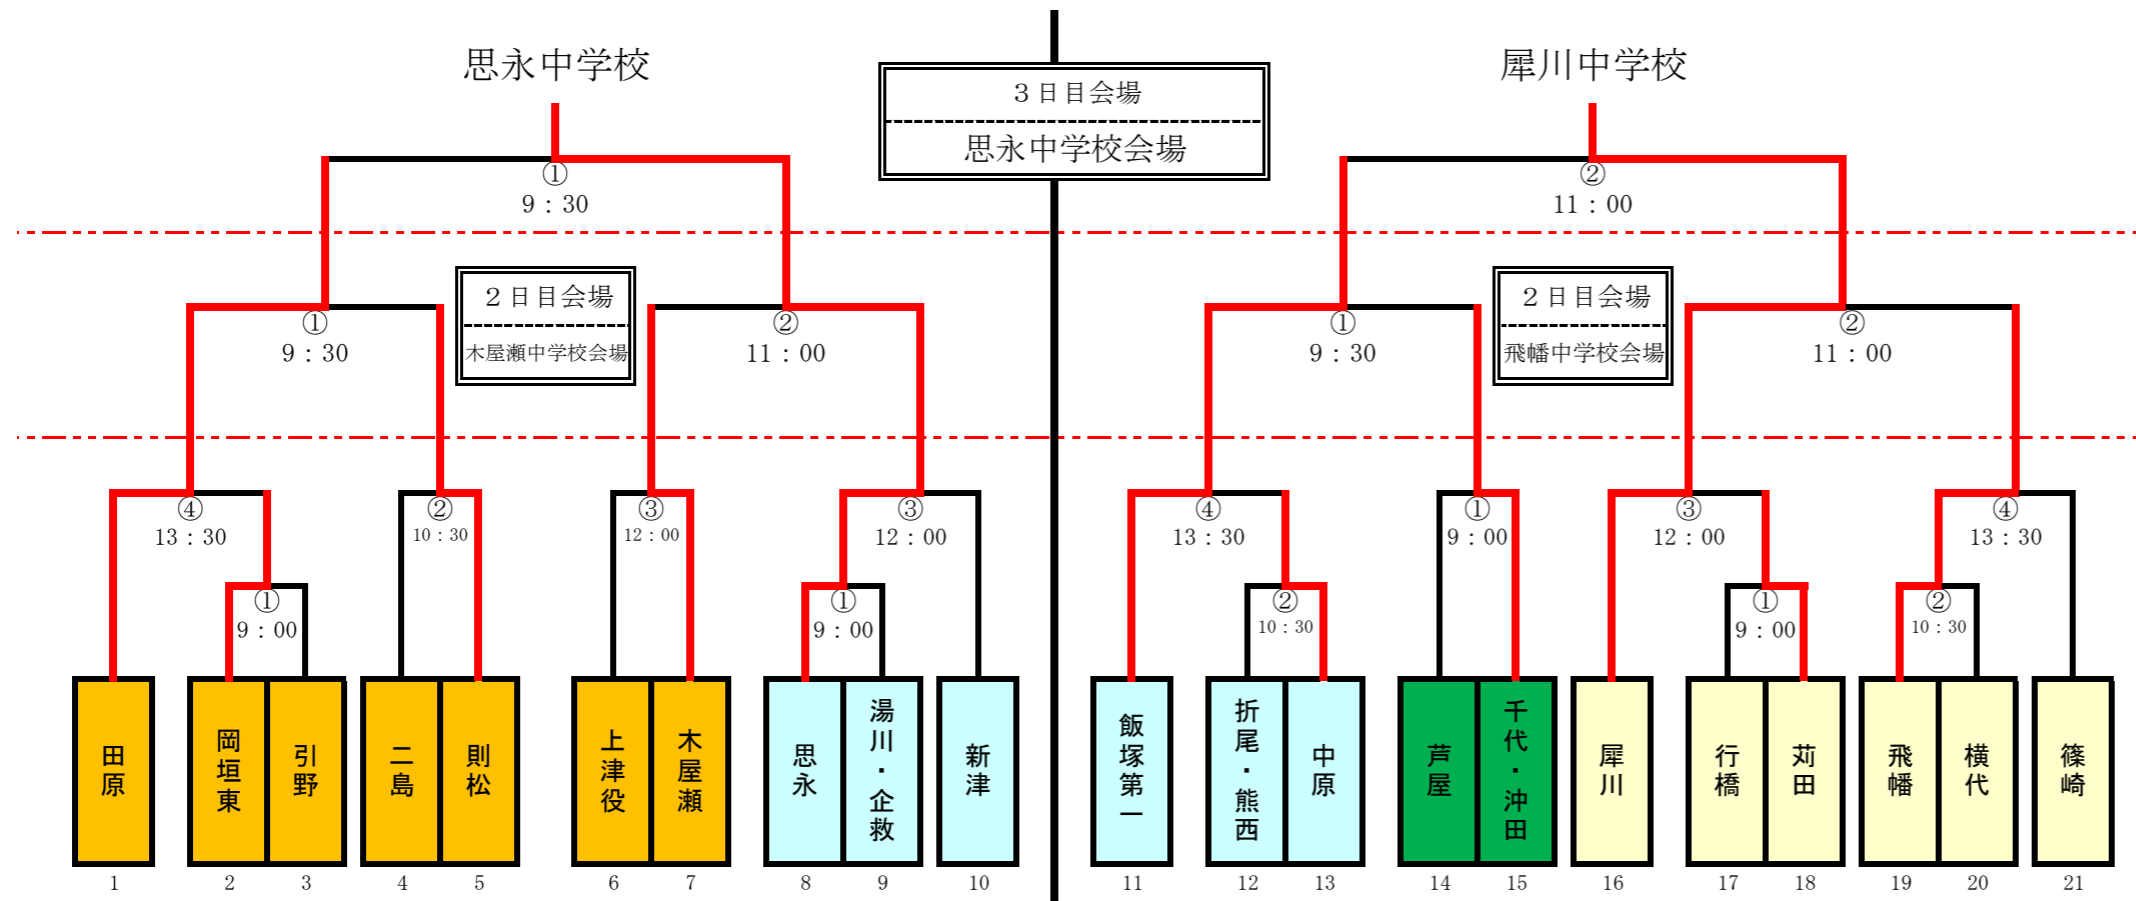 思永中学校
犀川中学校
３日目会場
思永中学校会場
①
9：30
②
11：00
２日目会場
木屋瀬中学校会場
２日目会場
飛幡中学校会場
①
9：30
②
11：00
①
9：30
②
11：00
④
13：30
②
10：30
③
12：00
③
12：00
④
13：30
①
9：00
③
12：00
④
13：30
①
9：00
①
9：00
②
10：30
①
9：00
②
10：30
田原
岡垣東
引野
二島
則松
上津役
木屋瀬
思永
湯川・企救
新津
飯塚第一
折尾・熊西
中原
芦屋
千代・沖田
犀川
行橋
苅田
飛幡
横代
篠崎
1
2
3
4
5
6
7
8
9
10
11
12
13
14
15
16
17
18
19
20
21